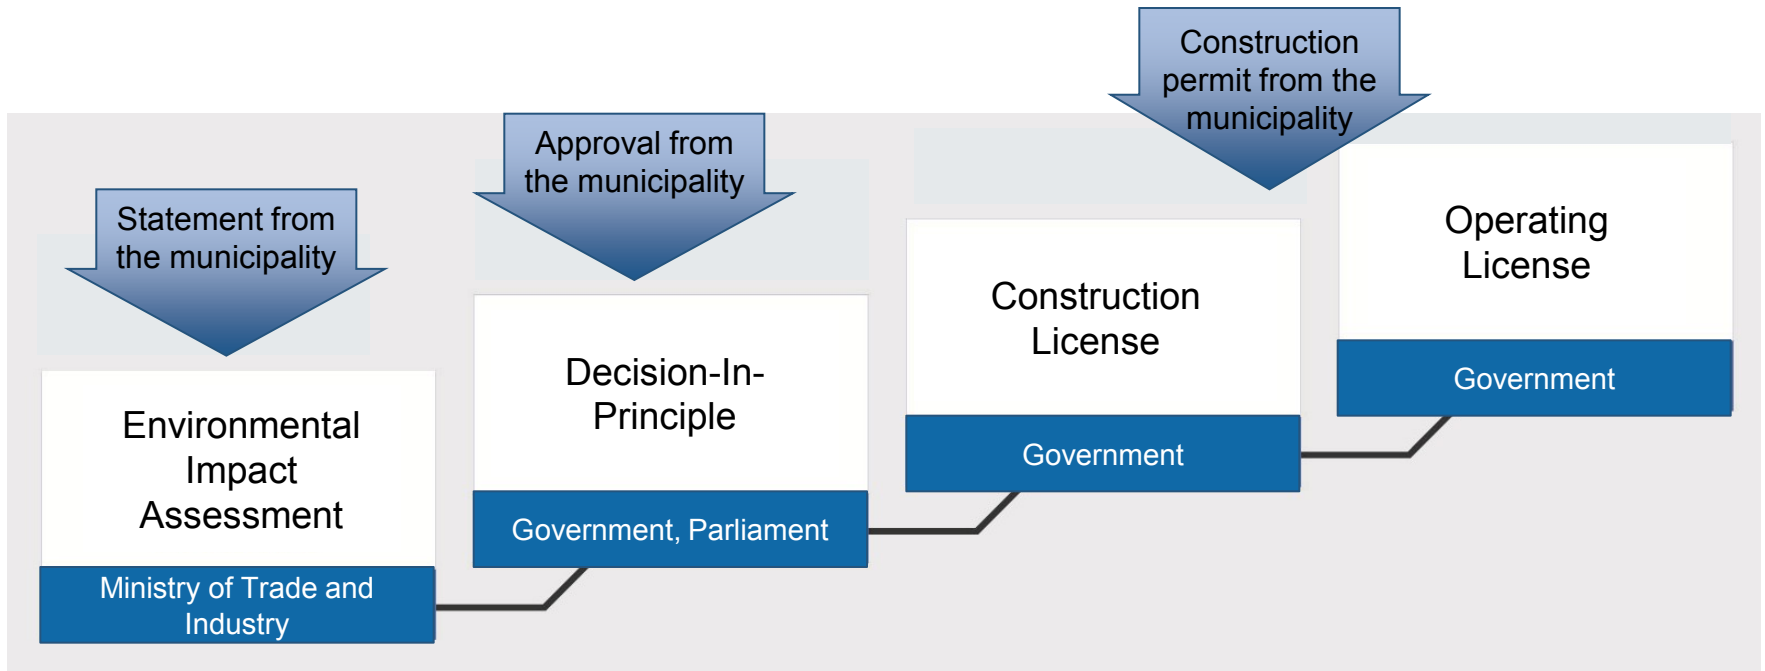 Statement from
the municipality
Environmental
Impact
Assessment
Ministry of Trade and
Industry
Approval from
the municipality
Decision-In-
Principle
Government, Parliament
Construction
permit from the
municipality
Construction
License
Government
Operating
License
Government